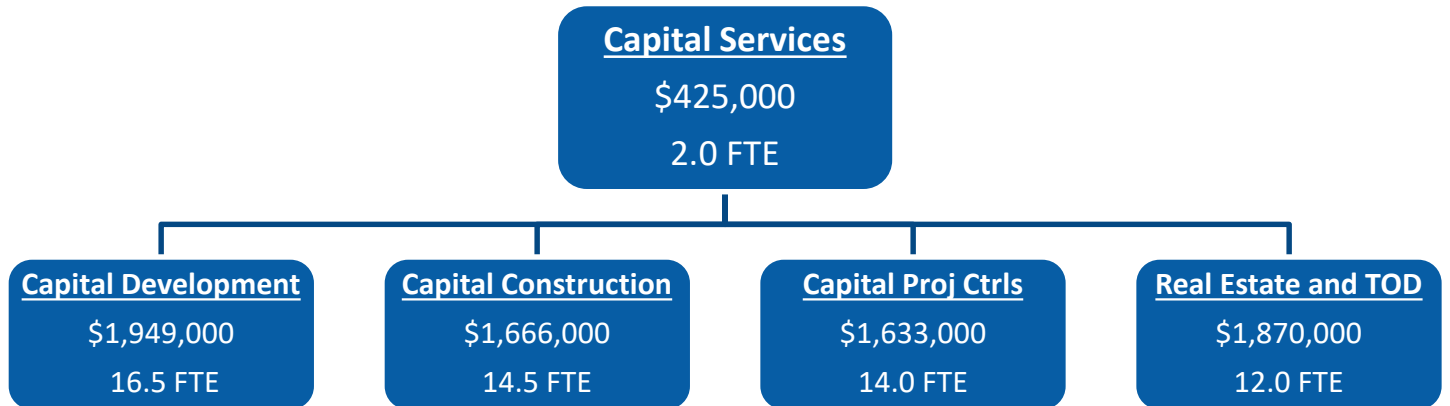 Capital Services
$425,000
2.0 FTE
Capital Development
$1,949,000
16.5 FTE
Capital Construction
$1,666,000
14.5 FTE
Capital Proj Ctrls
$1,633,000
14.0 FTE
Real Estate and TOD
$1,870,000
12.0 FTE